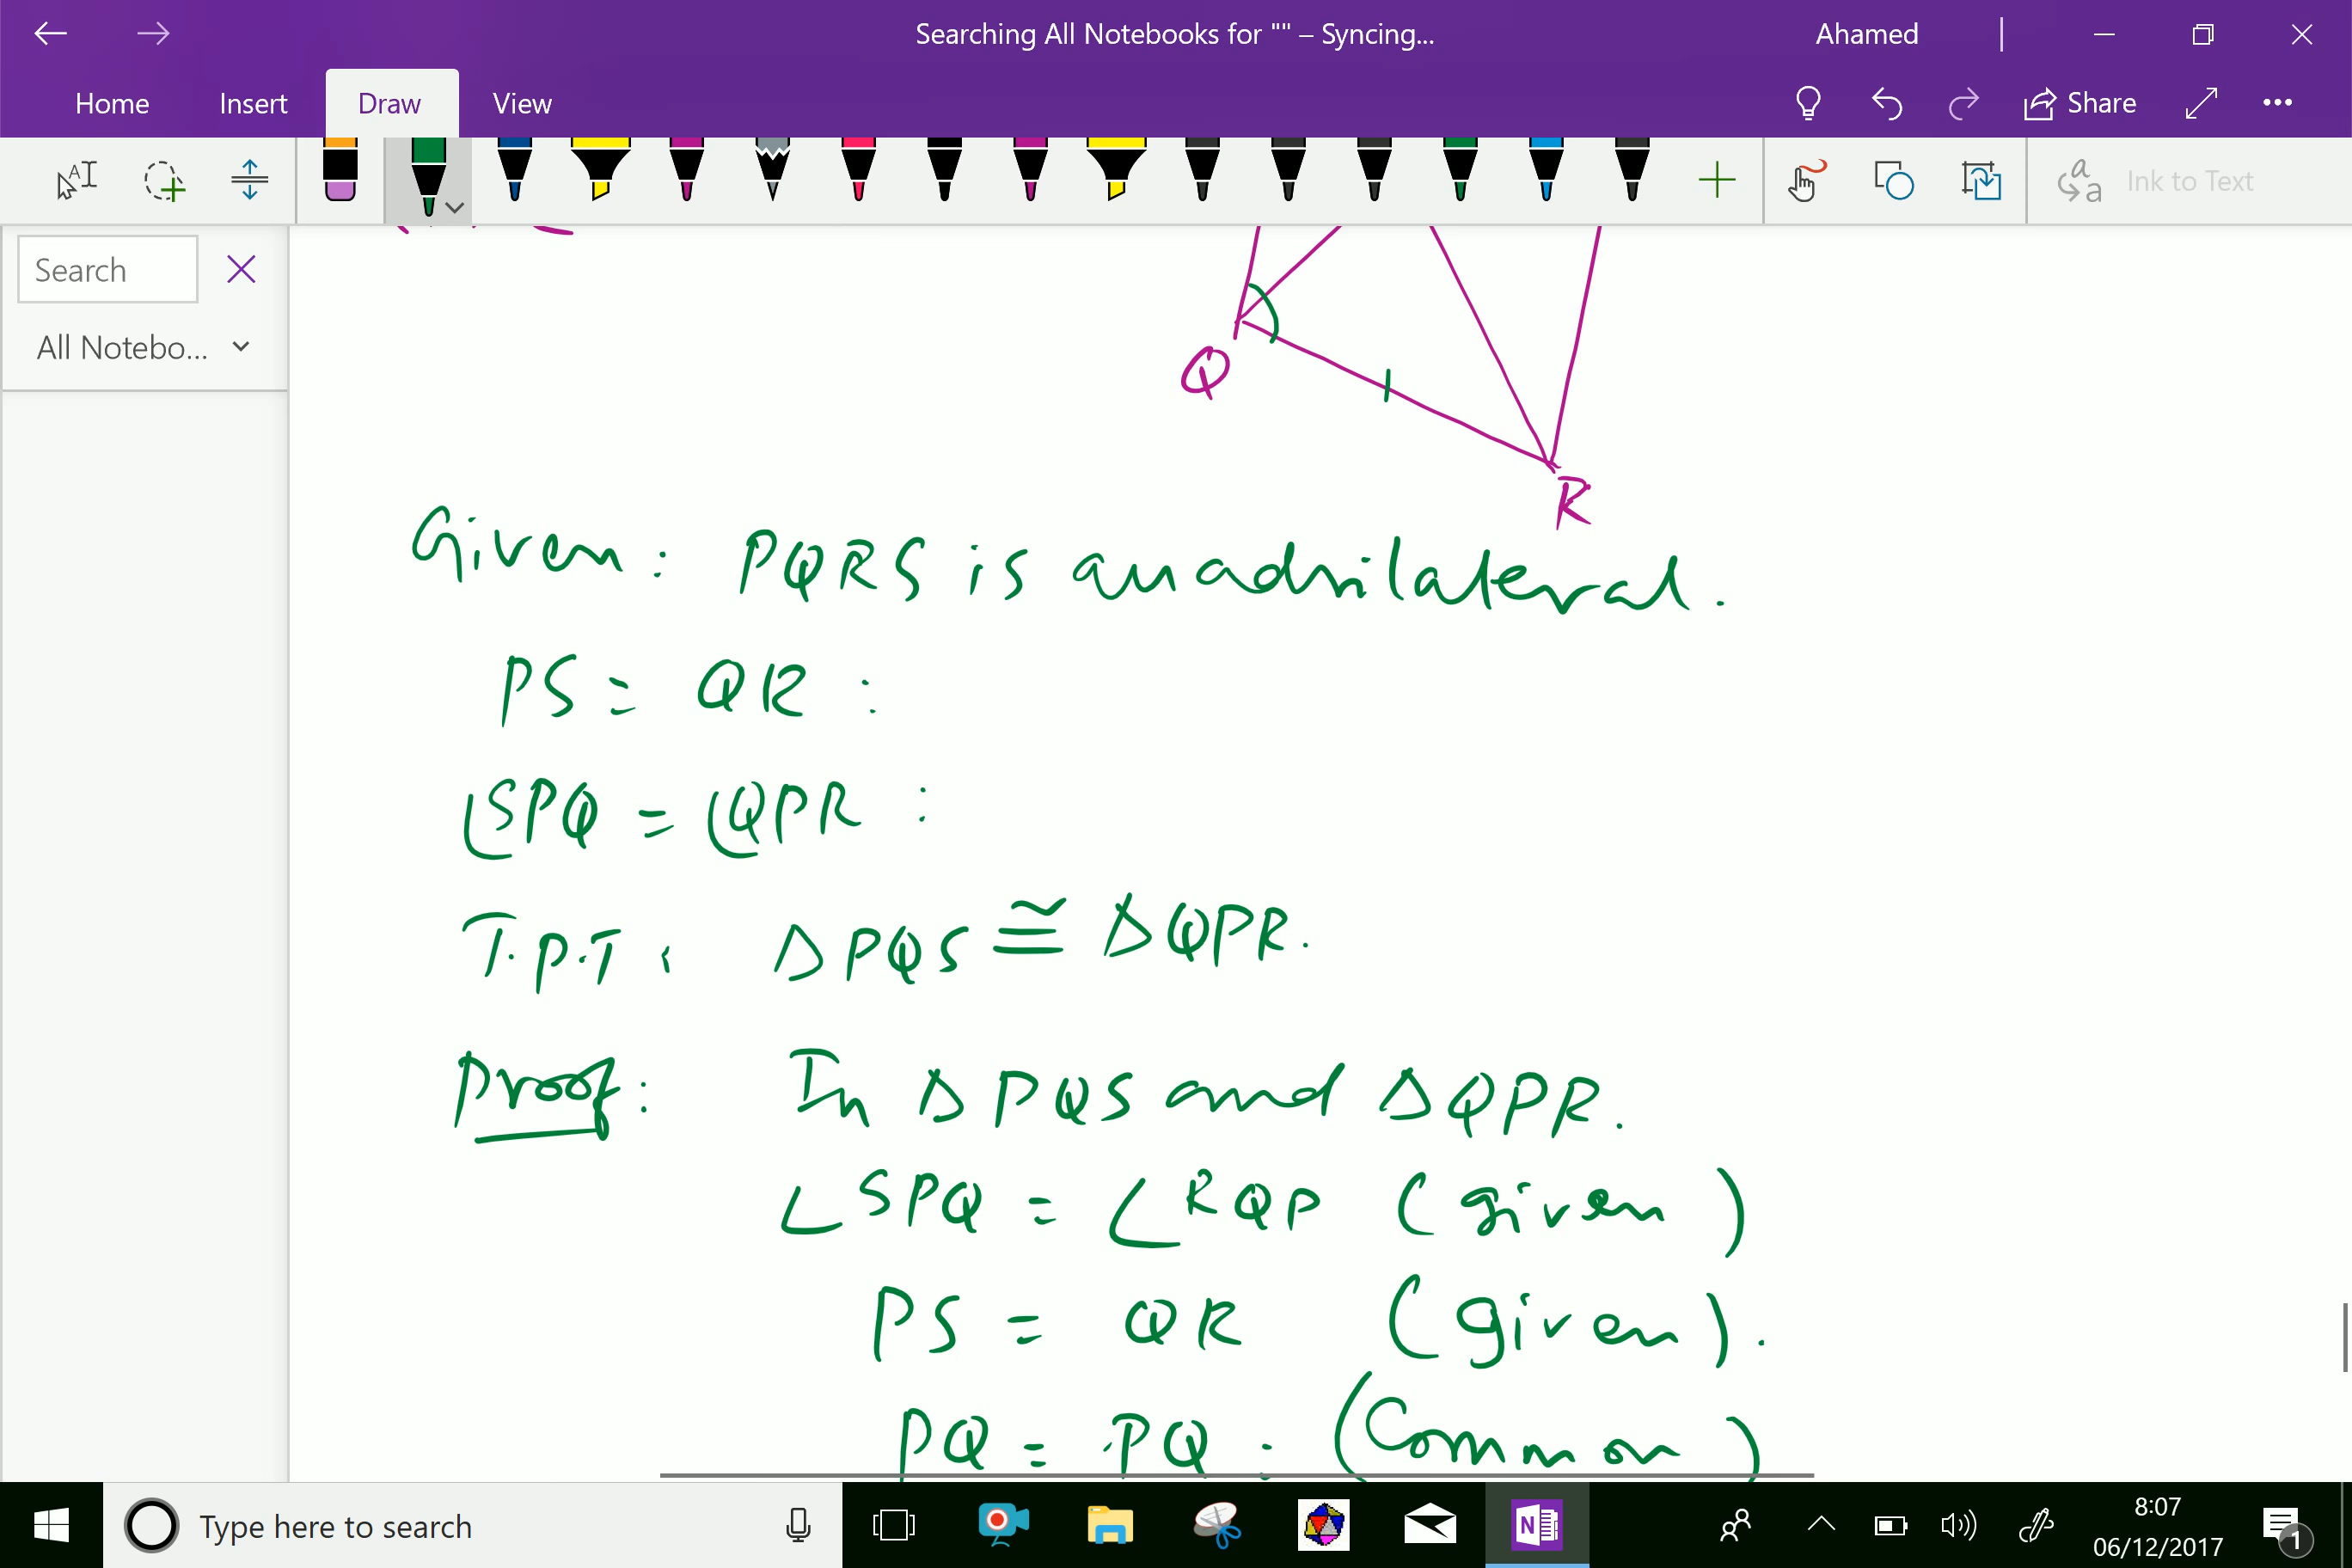 Searching All Notebooks for "" – Syncing...
Ahamed
Home Insert Draw View
Share
Ink to Text
Search
All Notebo...
Q
R
Given: PQRS is quadrilateral.
PS = QR :
∠SPQ = ∠QPR :
T.P.T. ΔPQS ≅ ΔQPR.
Proof: In ΔPQS and ΔQPR.
∠SPQ = ∠RQP (given)
PS = QR (given).
PQ = PQ : (Common)
Type here to search
N
8:07
06/12/2017
1